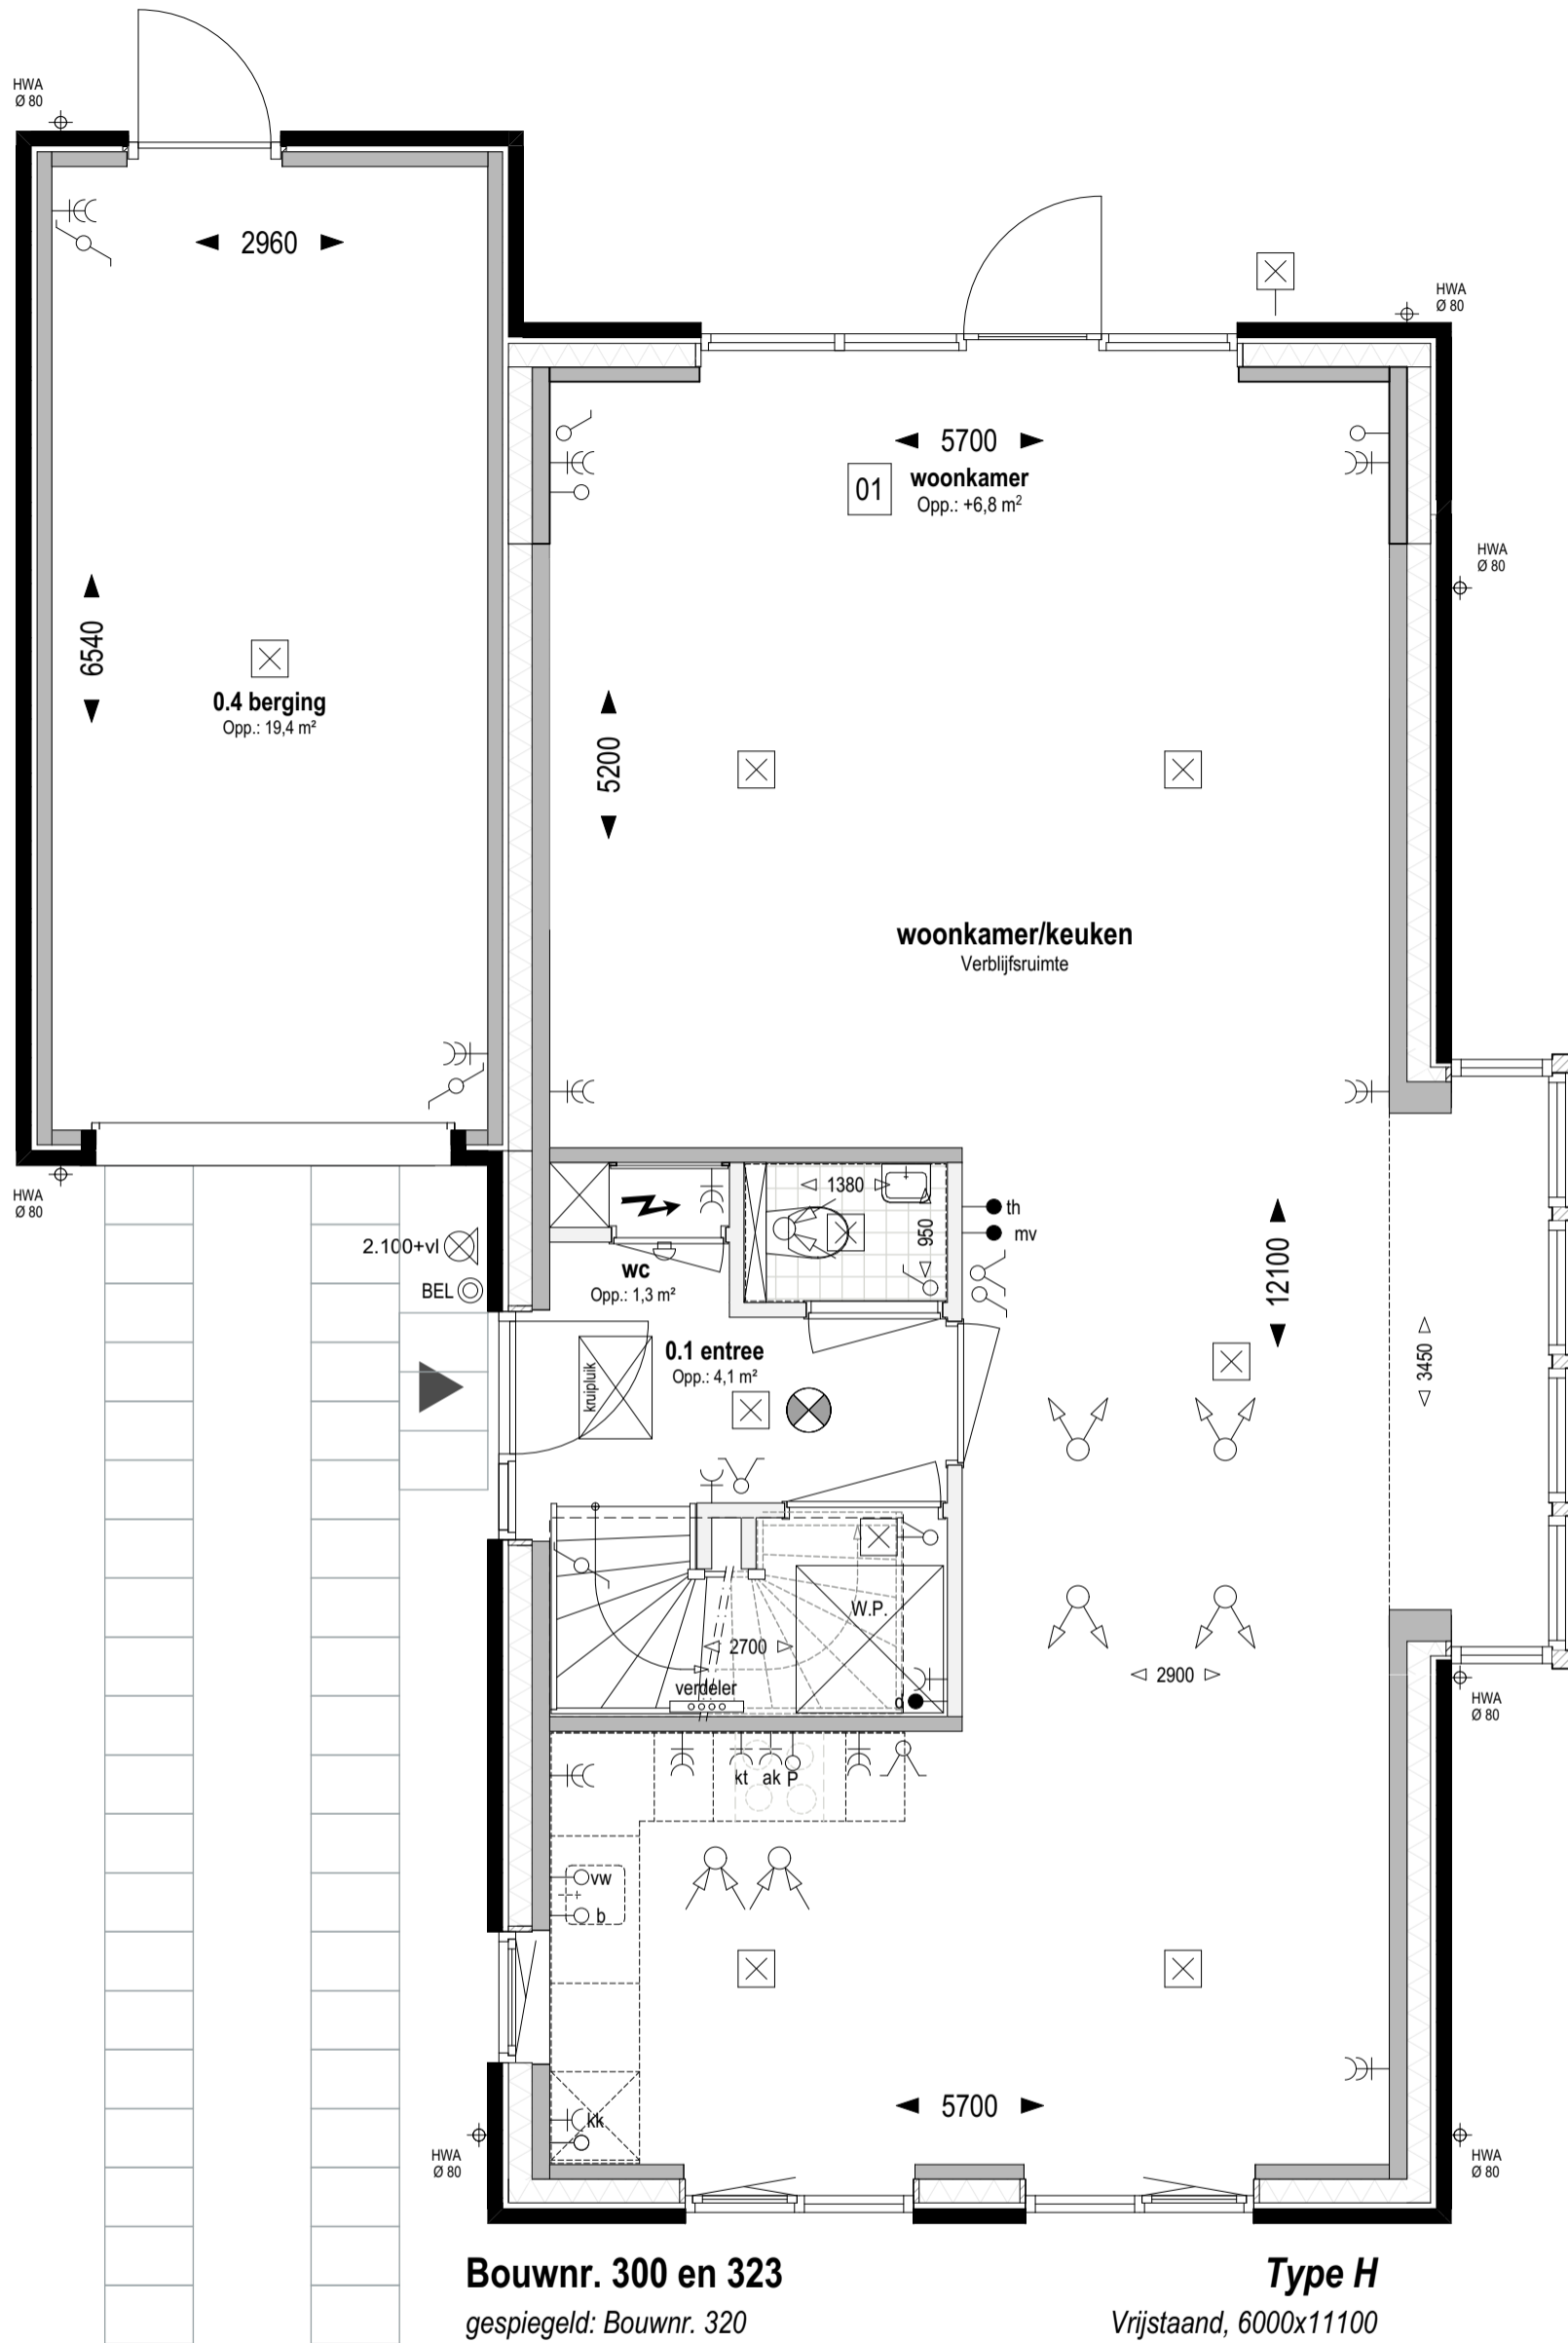 HWA
Ø 80
2960
HWA
Ø 80
5700
01
woonkamer
Opp.: +6,8 m²
HWA
Ø 80
6540
0.4 berging
Opp.: 19,4 m²
5200
woonkamer/keuken
Verblijfsruimte
HWA
Ø 80
1380
950
th
mv
2.100+vl
BEL
wc
Opp.: 1,3 m²
12100
kruipluik
0.1 entree
Opp.: 4,1 m²
3450
W.P.
2700
verdeler
d
2900
HWA
Ø 80
kt ak P
vw
b
kk
5700
HWA
Ø 80
HWA
Ø 80
Bouwnr. 300 en 323
Type H
gespiegeld: Bouwnr. 320
Vrijstaand, 6000x11100